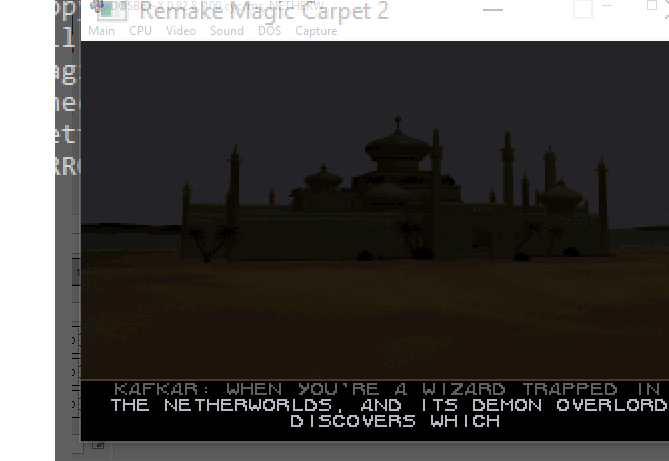 Remake Magic Carpet 2
Main CPU Video Sound DOS Capture
KAFKAR: WHEN YOU'RE A WIZARD TRAPPED IN
THE NETHERWORLDS, AND ITS DEMON OVERLORD
DISCOVERS WHICH